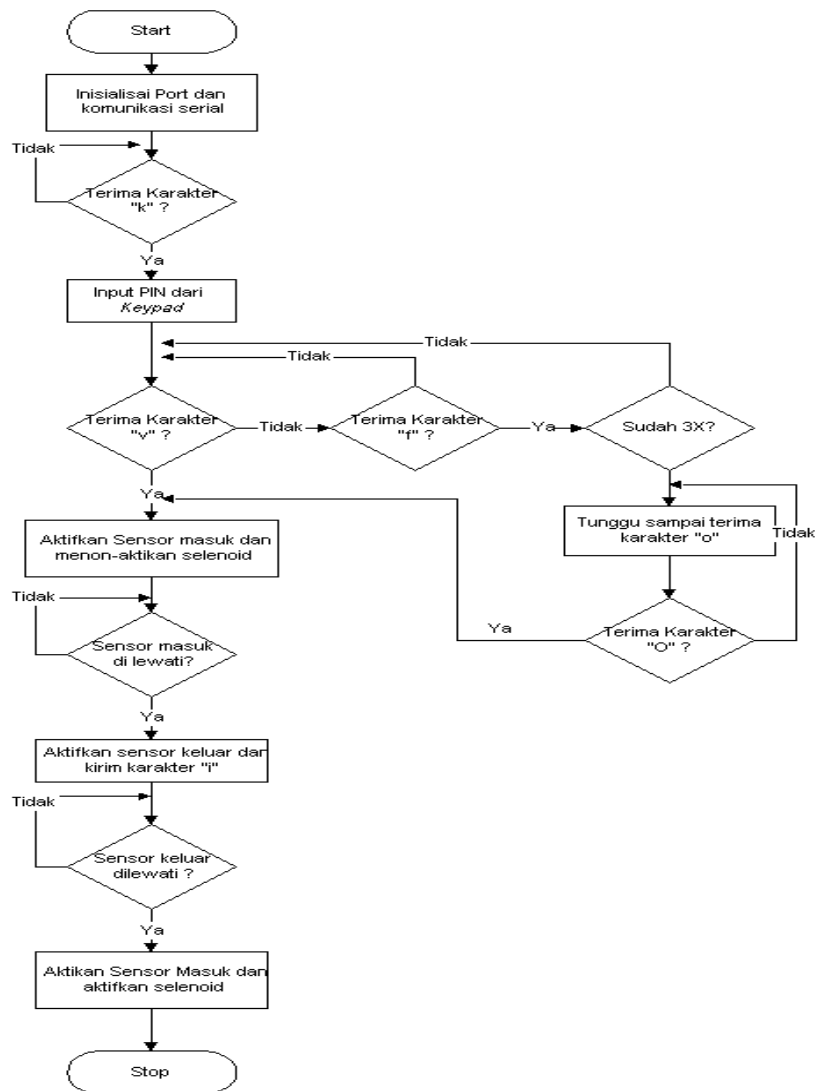 Start
Inisialisai Port dan
komunikasi serial
Tidak
Terima Karakter
"k" ?
Ya
Input PIN dari
Keypad
Tidak
Tidak
Terima Karakter
"v" ?
Tidak
Terima Karakter
"f" ?
Ya
Sudah 3X?
Ya
Tunggu sampai terima
karakter "o"
Tidak
Aktifkan Sensor masuk dan
menon-aktikan selenoid
Tidak
Terima Karakter
"O" ?
Ya
Sensor masuk
di lewati?
Ya
Aktifkan sensor keluar dan
kirim karakter "i"
Tidak
Sensor keluar
dilewati ?
Ya
Aktikan Sensor Masuk dan
aktifkan selenoid
Stop